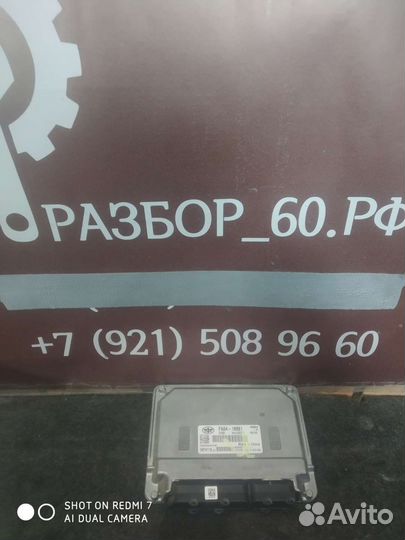 РАЗБОР_60.РФ
+7 (921) 508 96 60
SHOT ON REDMI 7
AI DUAL CAMERA
Avito